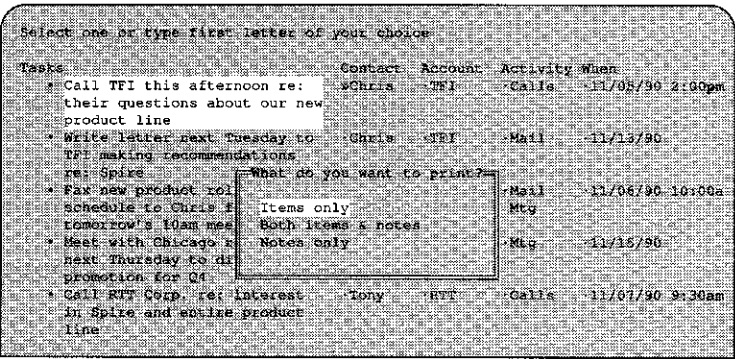 Select one or type first letter of your choice
Tasks Contact Account Activity When
• Call TFI this afternoon re: »Chris ·TFI ·Calls ·11/05/90 2:00pm
their questions about our new
product line
• Write letter next Tuesday to ·Chris ·TFI ·Mail ·11/13/90
TFI making recommendations
re: Spire What do you want to print?
• Fax new product rol ·Mail ·11/06/90 10:00a
schedule to Chris f Items only Mtg
tomorrow's 10am mee Both items & notes
• Meet with Chicago r Notes only ·Mtg ·11/15/90
next Thursday to di
promotion for Q4
• Call RTT Corp. re: interest ·Tony ·RTT ·Calls ·11/07/90 9:30am
in Spire and entire product
line